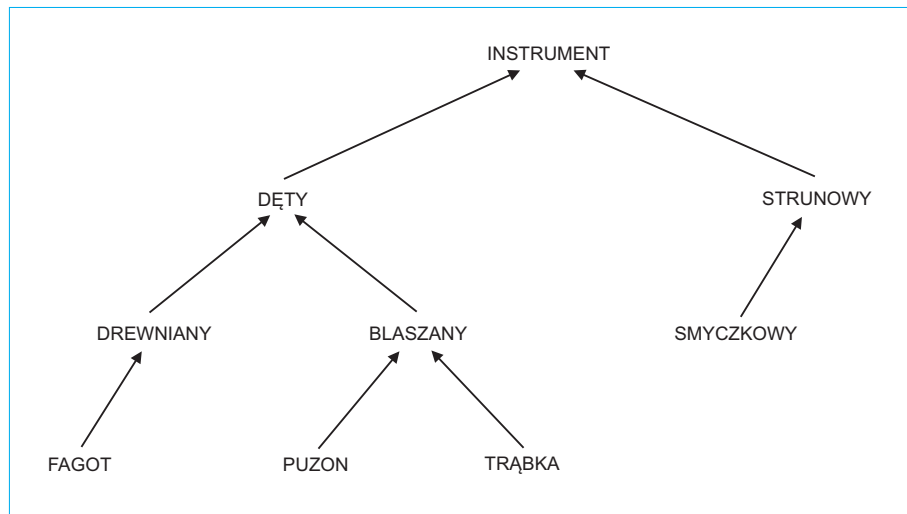 INSTRUMENT
DĘTY
STRUNOWY
DREWNIANY
BLASZANY
SMYCZKOWY
FAGOT
PUZON
TRĄBKA